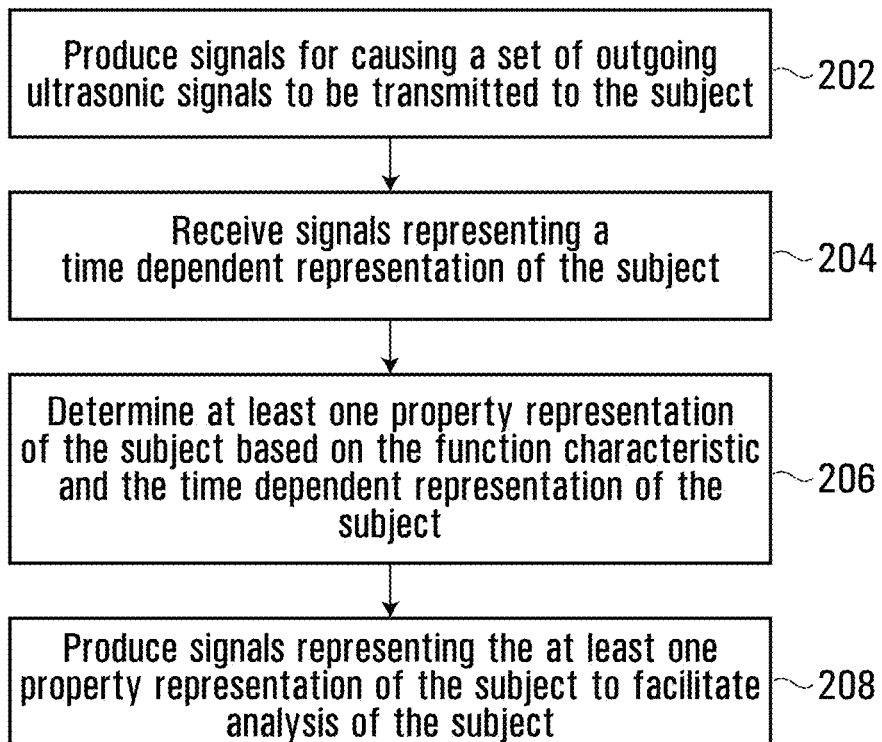 Produce signals for causing a set of outgoing
ultrasonic signals to be transmitted to the subject
202
Receive signals representing a
time dependent representation of the subject
204
Determine at least one property representation
of the subject based on the function characteristic
and the time dependent representation of the
subject
206
Produce signals representing the at least one
property representation of the subject to facilitate
analysis of the subject
208